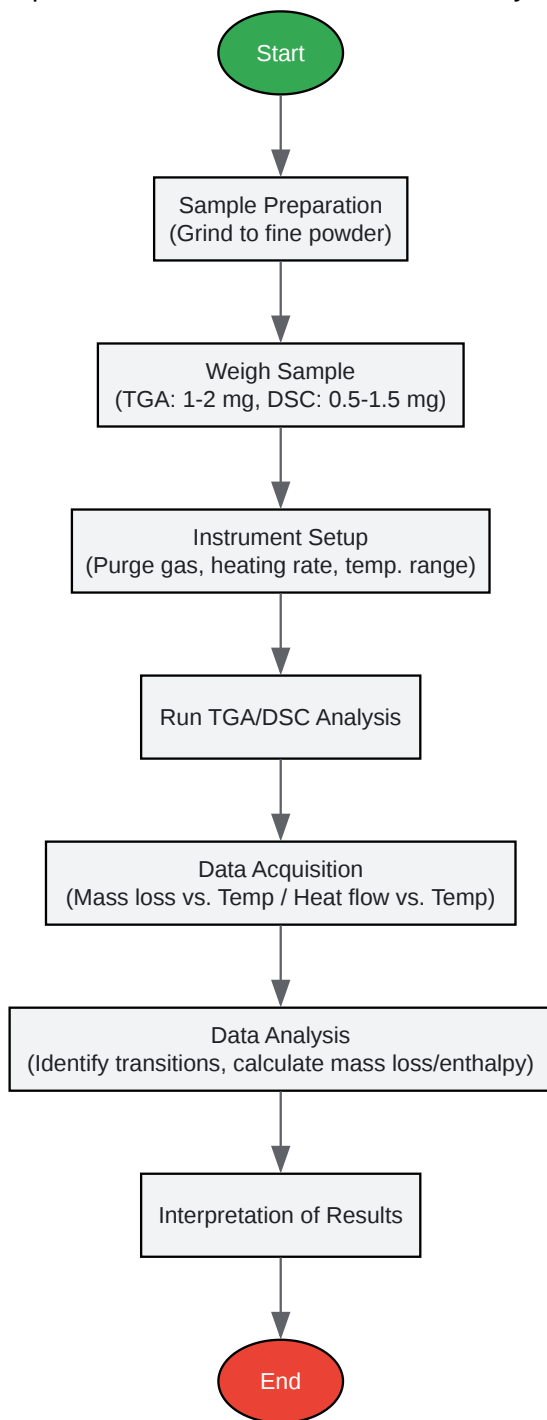 Start
Sample Preparation
(Grind to fine powder)
Weigh Sample
(TGA: 1-2 mg, DSC: 0.5-1.5 mg)
Instrument Setup
(Purge gas, heating rate, temp. range)
Run TGA/DSC Analysis
Data Acquisition
(Mass loss vs. Temp / Heat flow vs. Temp)
Data Analysis
(Identify transitions, calculate mass loss/enthalpy)
Interpretation of Results
End